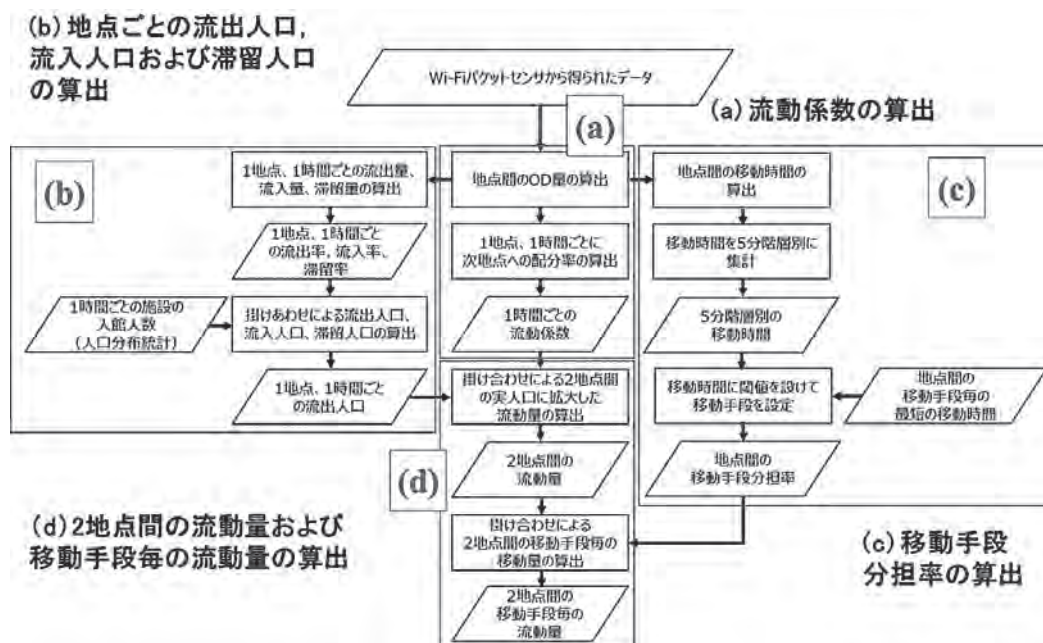 (b)地点ごとの流出人口,
流入人口および滞留人口
の算出
Wi-Fiパケットセンサから得られたデータ
(a)
(a)流動係数の算出
(b)
1地点、1時間ごとの流出量、
流入量、滞留量の算出
1地点、1時間ごと
の流出率, 流入率、
滞留率
1時間ごとの施設の
入館人数
(人口分布統計)
掛けあわせによる流出人口、
流入人口、滞留人口の算出
1地点、1時間ごと
の流出人口
地点間のOD量の算出
1地点、1時間ごとに
次地点への配分率の算出
1時間ごとの
流動係数
掛け合わせによる2地点間
の実人口に拡大した
流動量の算出
(c)
地点間の移動時間の
算出
移動時間を5分階層別に
集計
5分階層別の
移動時間
移動時間に閾値を設けて
移動手段を設定
地点間の
移動手段毎の
最短の移動時間
地点間の
移動手段分担率
(d)
2地点間の
流動量
掛け合わせによる
2地点間の移動手段毎の
移動量の算出
2地点間の
移動手段毎の
流動量
(d)2地点間の流動量および
移動手段毎の流動量の算出
(c)移動手段
分担率の算出